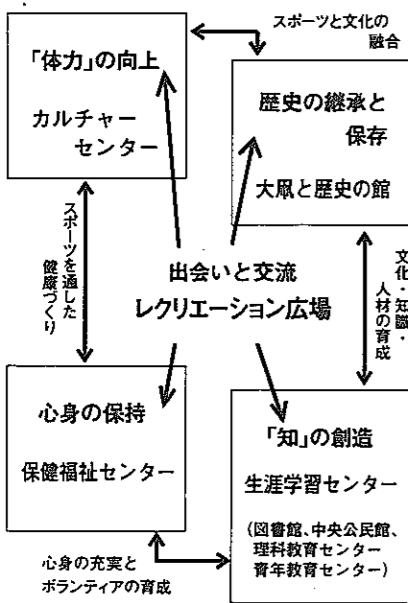 スポーツと文化の
融合
「体力」の向上
カルチャー
センター
歴史の継承と
保存
大凧と歴史の館
スポーツを通した
健康づくり
出会いと交流
レクリエーション広場
文化・知識・
人材の育成
心身の保持
保健福祉センター
「知」の創造
生涯学習センター
(図書館、中央公民館、
理科教育センター
青年教育センター)
心身の充実と
ボランティアの育成